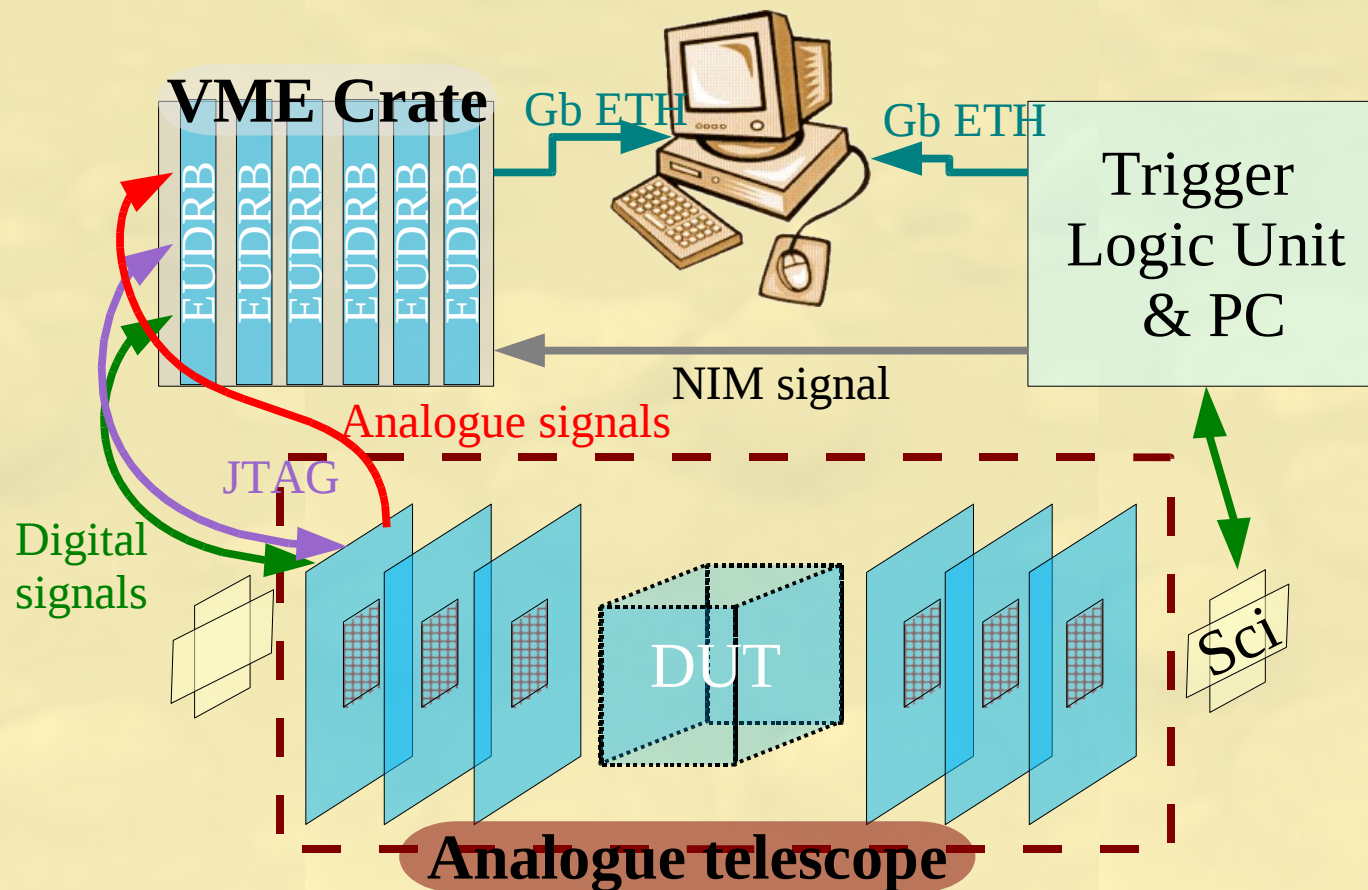 VME Crate
EUDRB
EUDRB
EUDRB
EUDRB
EUDRB
EUDRB
Gb ETH
Gb ETH
Trigger
Logic Unit
& PC
NIM signal
Analogue signals
JTAG
Digital
signals
DUT
Sci
Analogue telescope